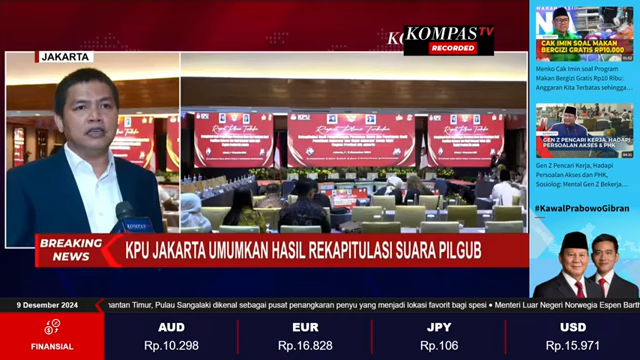 KOMPAS TV
RECORDED
JAKARTA
Rapat Pleno Terbuka
KOMPAS
BREAKING
NEWS
KPU JAKARTA UMUMKAN HASIL REKAPITULASI SUARA PILGUB
CAK IMIN SOAL MAKAN
BERGIZI GRATIS RP10.000
Menko Cak Imin soal Program
Makan Bergizi Gratis Rp10 Ribu:
Anggaran Kita Terbatas sehingga...
GEN Z PENCARI KERJA, HADAPI
PERSOALAN AKSES & PHK
Gen Z Pencari Kerja, Hadapi
Persoalan Akses dan PHK,
Sosiolog: Mental Gen Z Bekerja...
#KawalPrabowoGibran
9 Desember 2024
mantan Timur, Pulau Sangalaki dikenal sebagai pusat penangkaran penyu yang menjadi lokasi favorit bagi spesi ● Menteri Luar Negeri Norwegia Espen Barth
FINANSIAL
AUD
Rp.10.298
EUR
Rp.16.828
JPY
Rp.106
USD
Rp.15.971